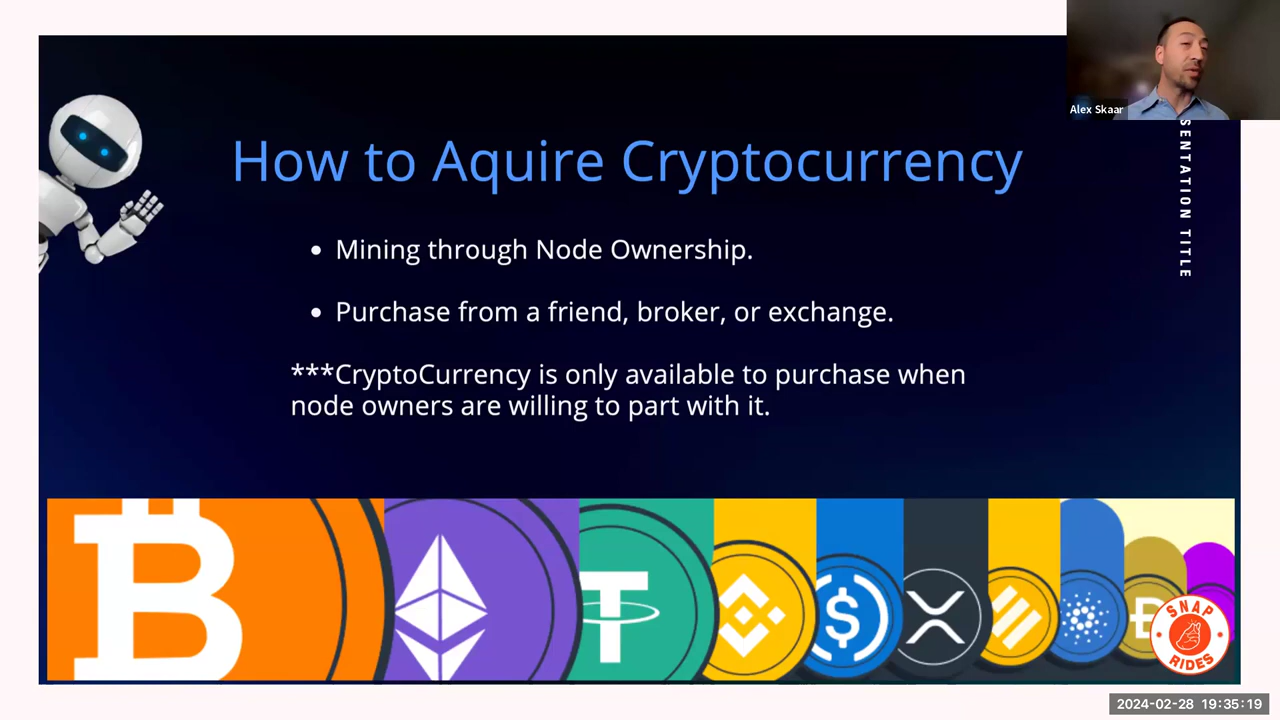 Alex Skaar
SENTATION TITLE
How to Aquire Cryptocurrency
• Mining through Node Ownership.
• Purchase from a friend, broker, or exchange.
***CryptoCurrency is only available to purchase when
node owners are willing to part with it.
SNAP
RIDES
2024-02-28 19:35:19